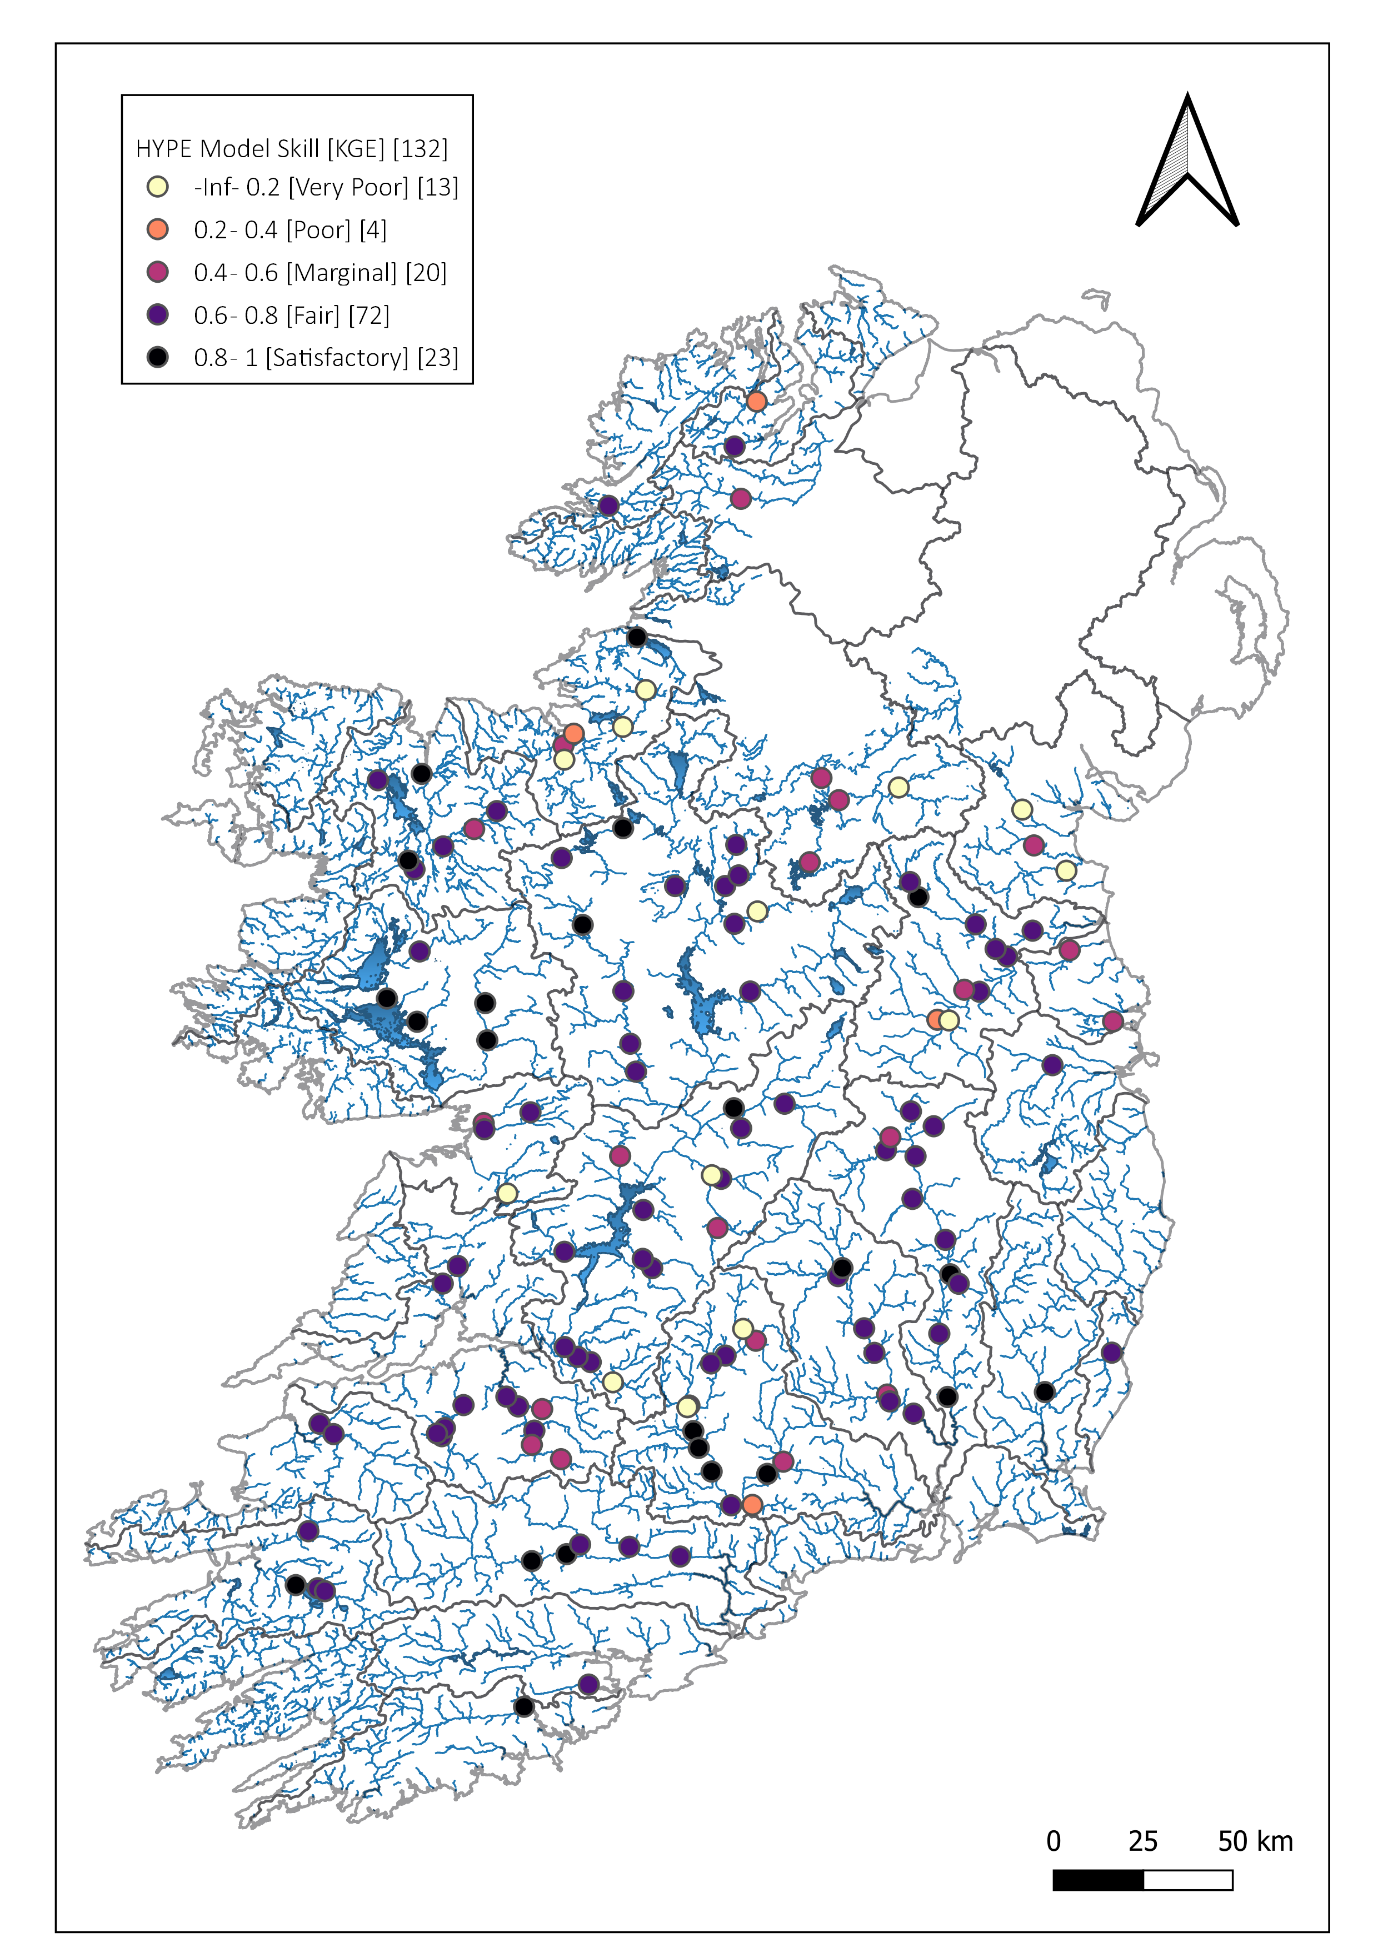 HYPE Model Skill [KGE] [132]
-Inf- 0.2 [Very Poor] [13]
0.2- 0.4 [Poor] [4]
0.4- 0.6 [Marginal] [20]
0.6- 0.8 [Fair] [72]
0.8- 1 [Satisfactory] [23]
0 25 50 km